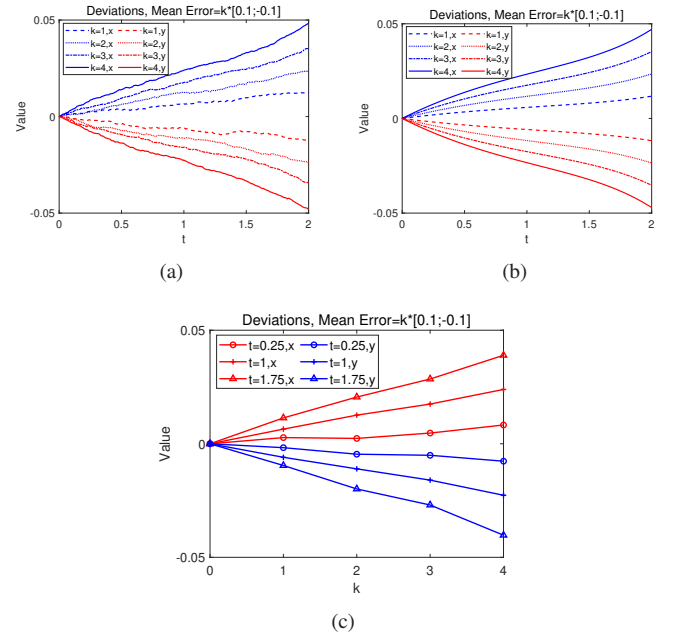 Deviations, Mean Error=k*[0.1;-0.1]
0.05
k=1,x k=1,y
k=2,x k=2,y
k=3,x k=3,y
k=4,x k=4,y
Value
0
-0.05
0 0.5 1 1.5 2
t
(a)
Deviations, Mean Error=k*[0.1;-0.1]
0.05
k=1,x k=1,y
k=2,x k=2,y
k=3,x k=3,y
k=4,x k=4,y
Value
0
-0.05
0 0.5 1 1.5 2
t
(b)
Deviations, Mean Error=k*[0.1;-0.1]
0.05
t=0.25,x t=0.25,y
t=1,x t=1,y
t=1.75,x t=1.75,y
Value
0
-0.05
0 1 2 3 4
k
(c)